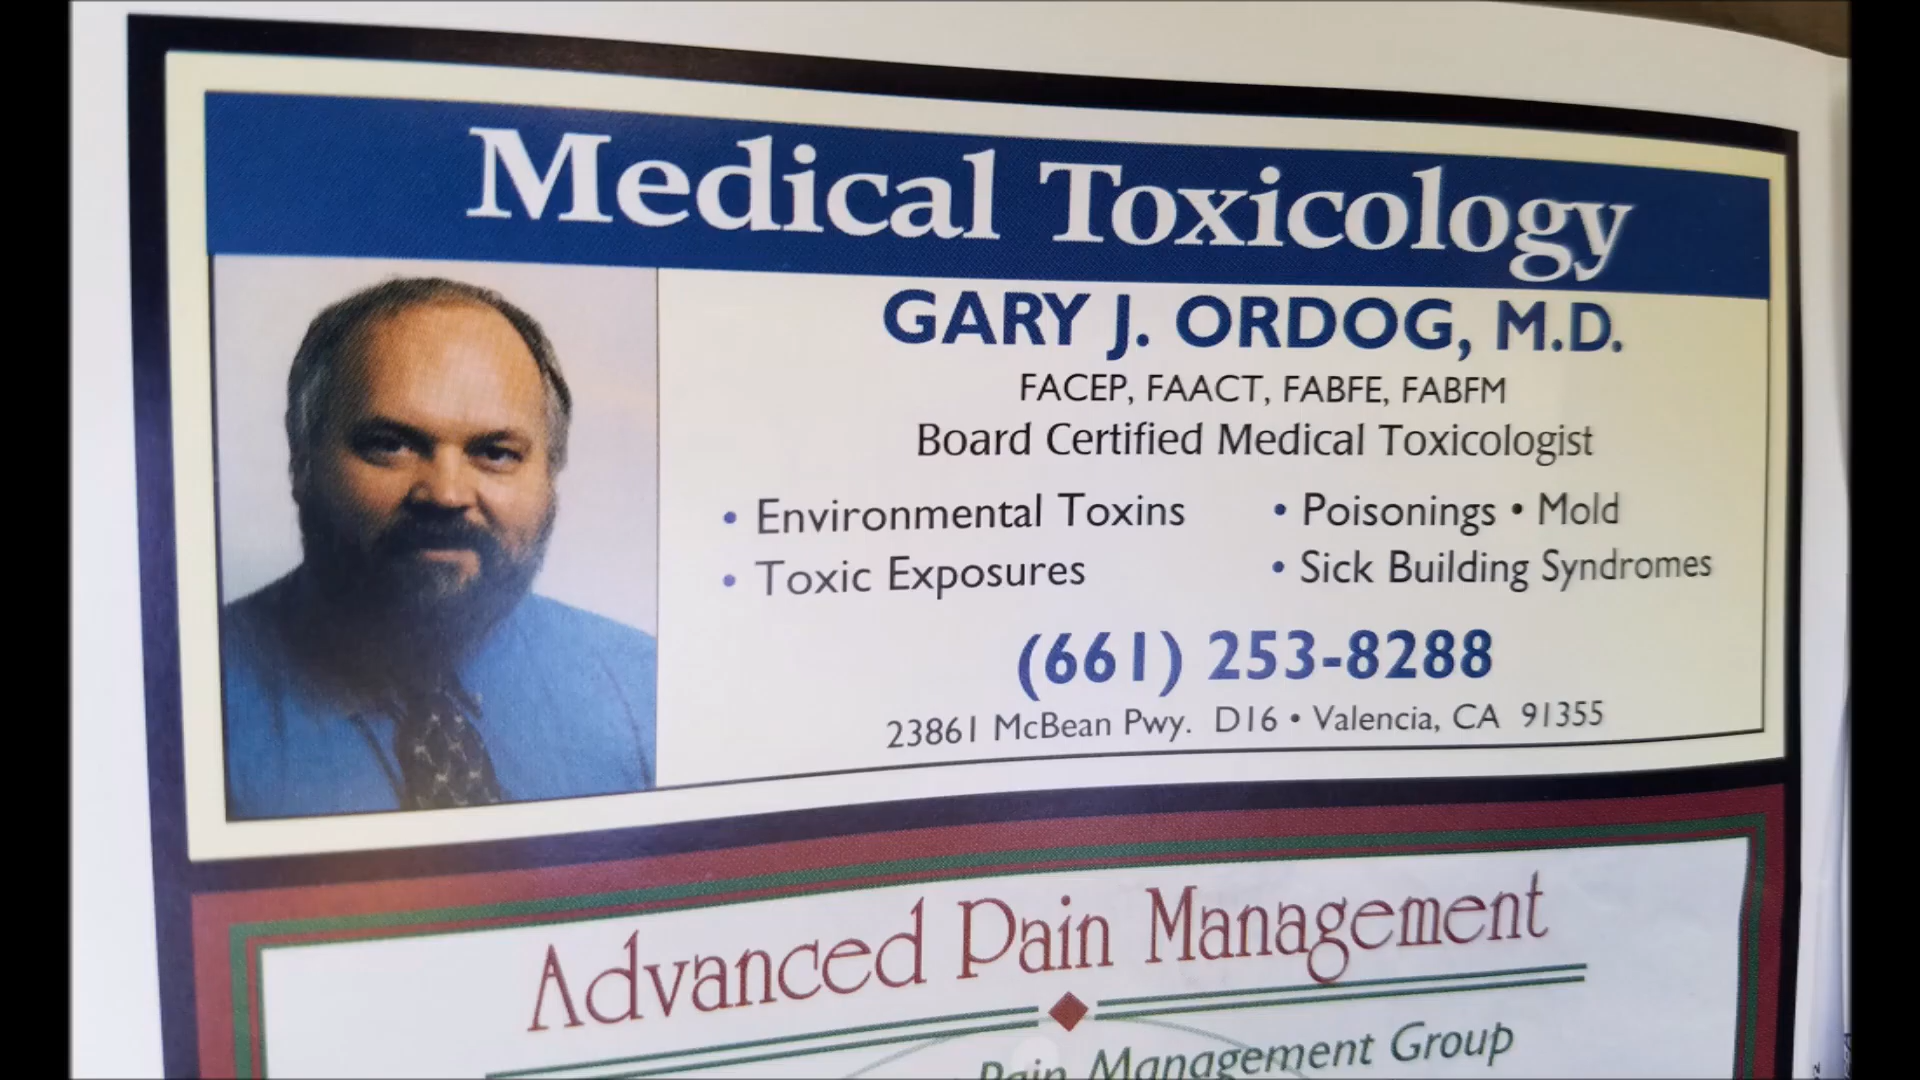 Medical Toxicology
GARY J. ORDOG, M.D.
FACEP, FAACT, FABFE, FABFM
Board Certified Medical Toxicologist
• Environmental Toxins • Poisonings • Mold
• Toxic Exposures • Sick Building Syndromes
(661) 253-8288
23861 McBean Pwy. D16 • Valencia, CA 91355
Advanced Pain Management
Pain Management Group